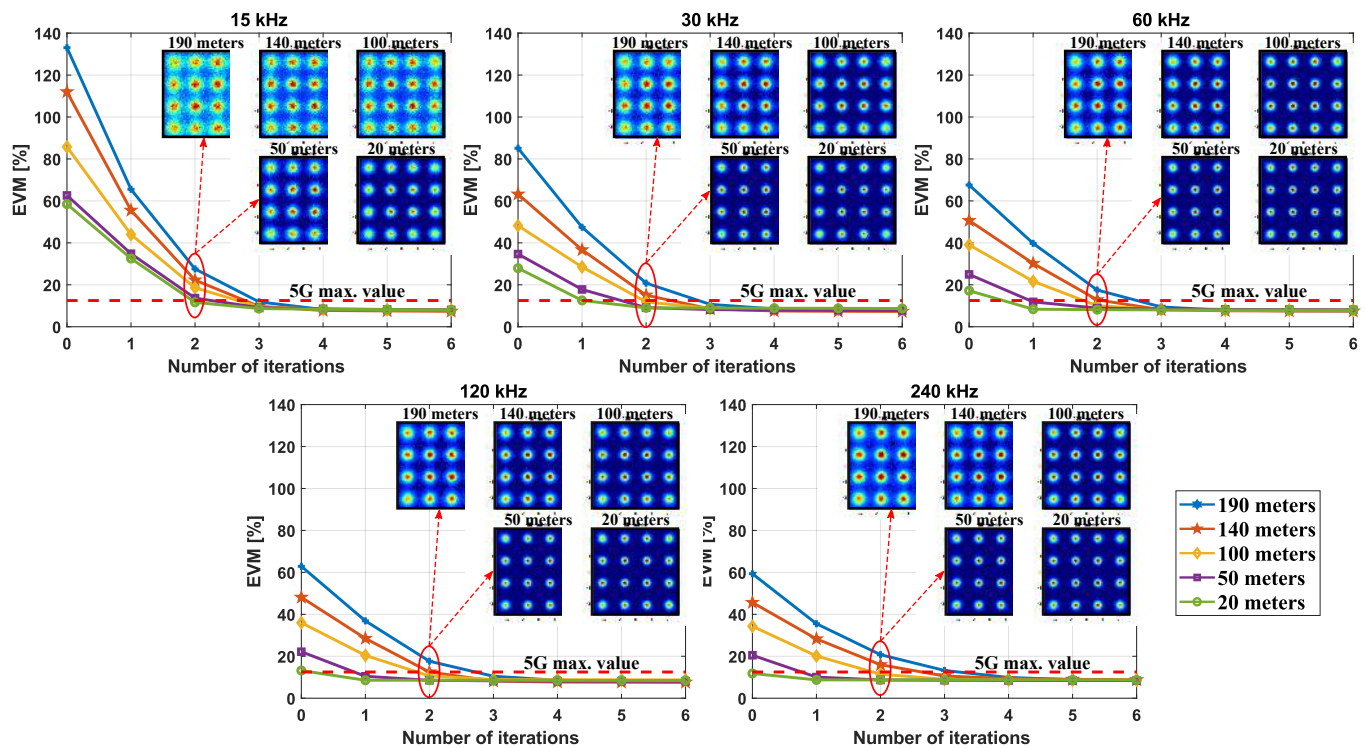 15 kHz
140
120
100
80
60
40
20
0
EVM [%]
190 meters
140 meters
100 meters
50 meters
20 meters
5G max. value
0 1 2 3 4 5 6
Number of iterations
30 kHz
140
120
100
80
60
40
20
0
EVM [%]
190 meters
140 meters
100 meters
50 meters
20 meters
5G max. value
0 1 2 3 4 5 6
Number of iterations
60 kHz
140
120
100
80
60
40
20
0
EVM [%]
190 meters
140 meters
100 meters
50 meters
20 meters
5G max. value
0 1 2 3 4 5 6
Number of iterations
120 kHz
140
120
100
80
60
40
20
0
EVM [%]
190 meters
140 meters
100 meters
50 meters
20 meters
5G max. value
0 1 2 3 4 5 6
Number of iterations
240 kHz
140
120
100
80
60
40
20
0
EVM [%]
190 meters
140 meters
100 meters
50 meters
20 meters
5G max. value
0 1 2 3 4 5 6
Number of iterations
190 meters
140 meters
100 meters
50 meters
20 meters